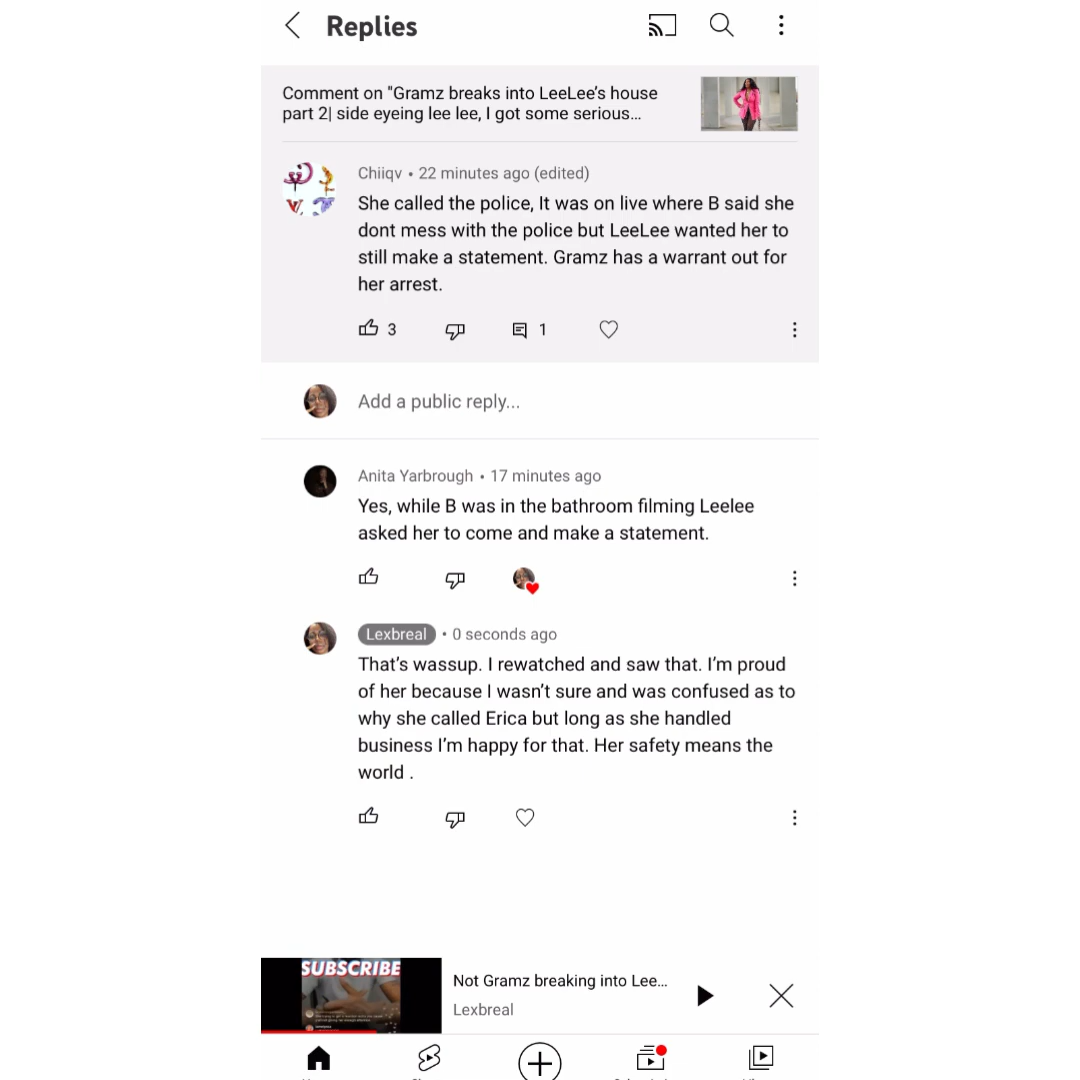 Replies
Comment on "Gramz breaks into LeeLee's house
part 2| side eyeing lee lee, I got some serious...
Chiiqv • 22 minutes ago (edited)
She called the police, It was on live where B said she
dont mess with the police but LeeLee wanted her to
still make a statement. Gramz has a warrant out for
her arrest.
3
1
Add a public reply...
Anita Yarbrough • 17 minutes ago
Yes, while B was in the bathroom filming Leelee
asked her to come and make a statement.
Lexbreal • 0 seconds ago
That's wassup. I rewatched and saw that. I'm proud
of her because I wasn't sure and was confused as to
why she called Erica but long as she handled
business I'm happy for that. Her safety means the
world .
SUBSCRIBE
Not Gramz breaking into Lee...
Lexbreal